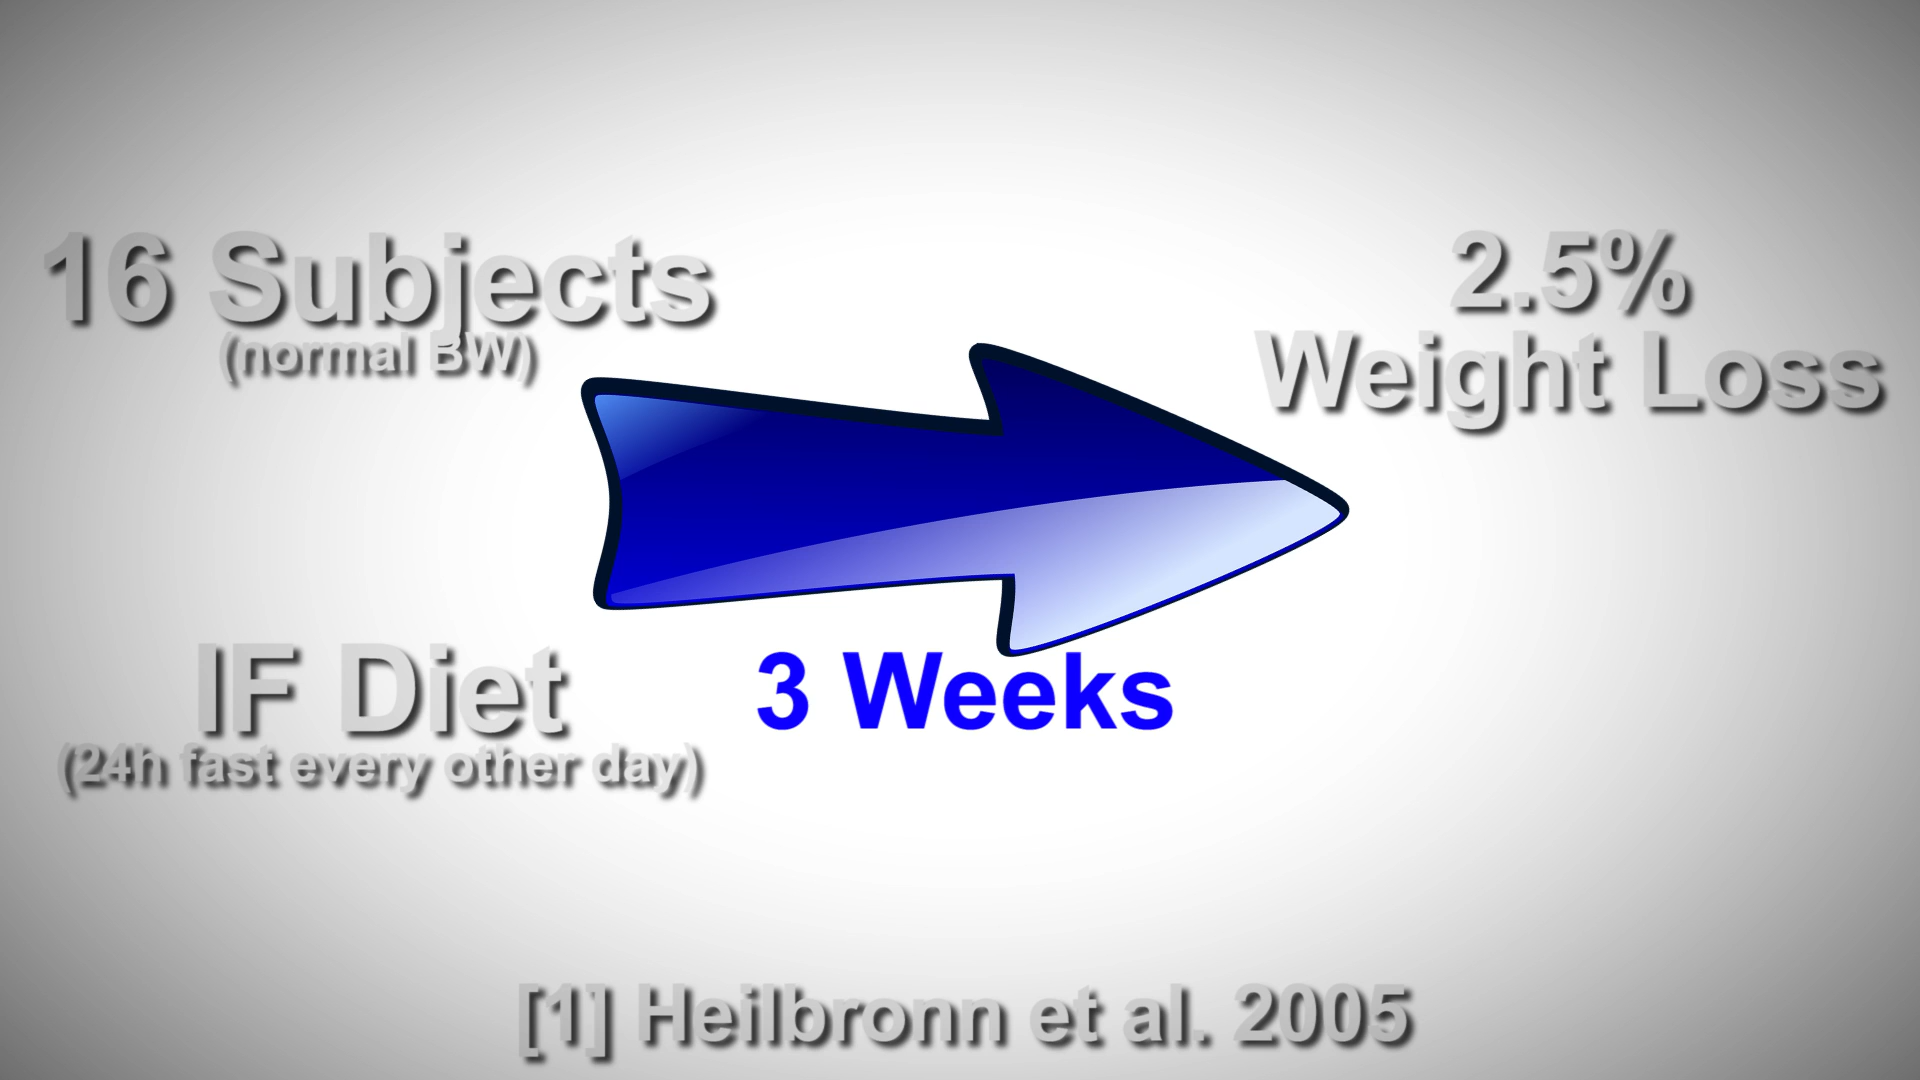 16 Subjects
(normal BW)
2.5%
Weight Loss
IF Diet
(24h fast every other day)
3 Weeks
[1] Heilbronn et al. 2005